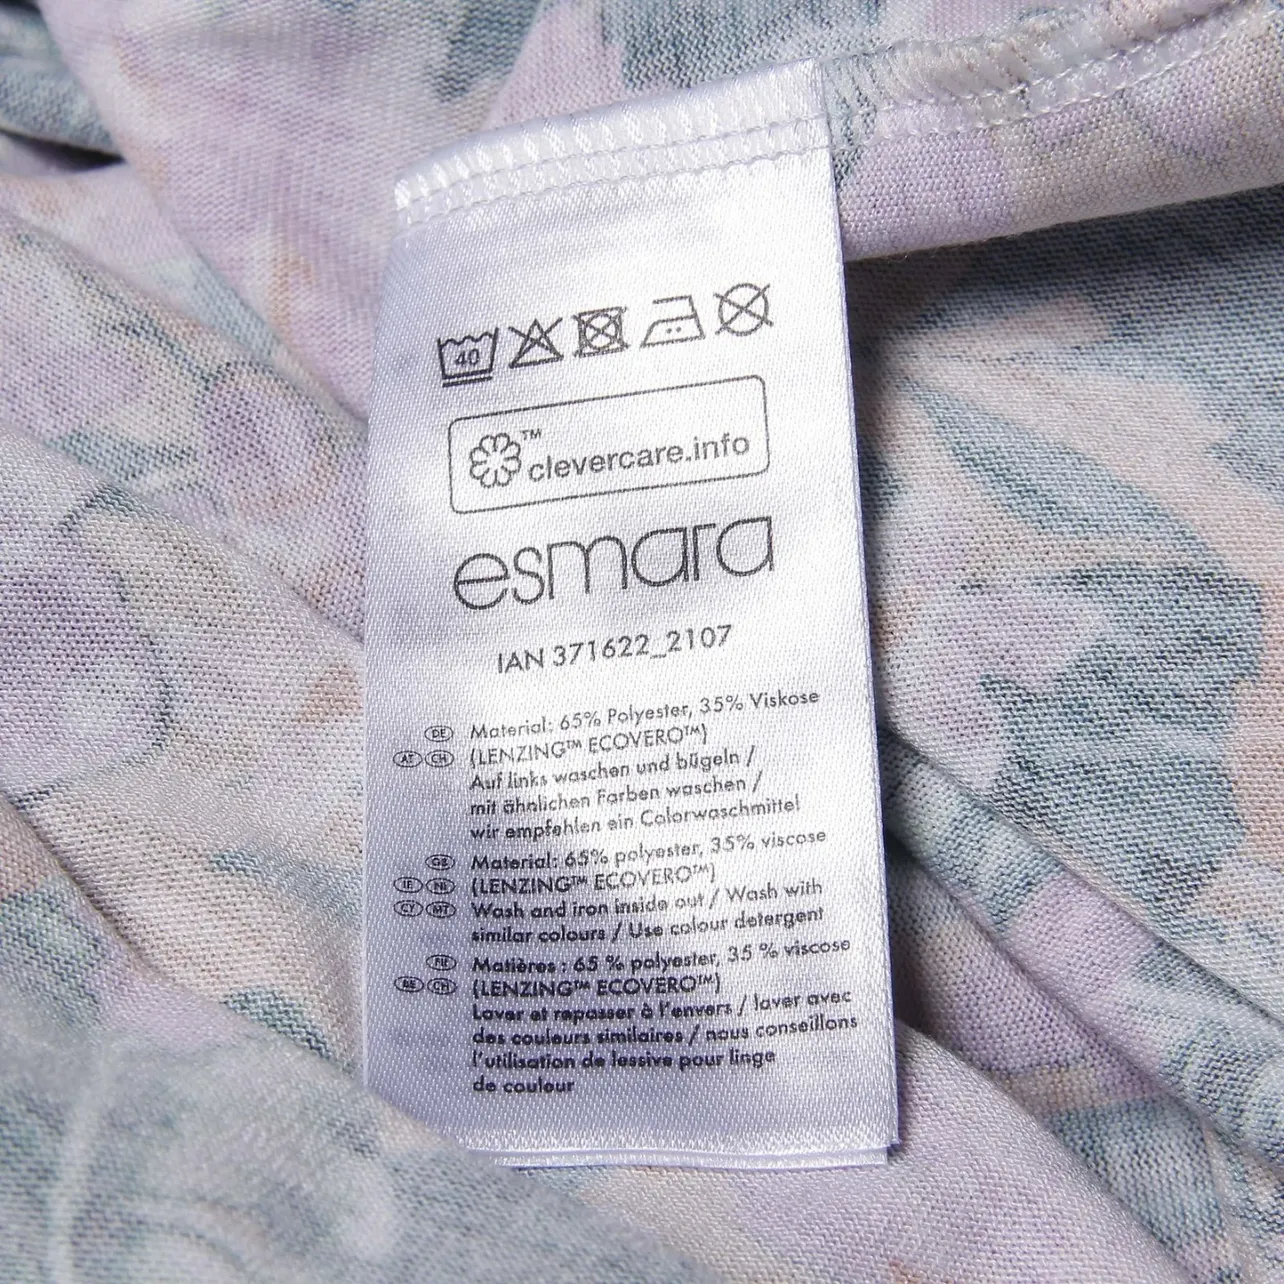 40
™
clevercare.info
esmara
IAN 371622_2107
DE Material: 65% Polyester, 35% Viskose
AT CH (LENZING™ ECOVERO™)
Auf links waschen und bügeln /
mit ähnlichen Farben waschen /
wir empfehlen ein Colorwaschmittel
GB Material: 65% polyester, 35% viscose
IE NI (LENZING™ ECOVERO™)
CY MT Wash and iron inside out / Wash with
similar colours / Use colour detergent
Matières : 65 % polyester, 35 % viscose
BE CH (LENZING™ ECOVERO™)
Laver et repasser à l'envers / laver avec
des couleurs similaires / nous conseillons
l'utilisation de lessive pour linge
de couleur